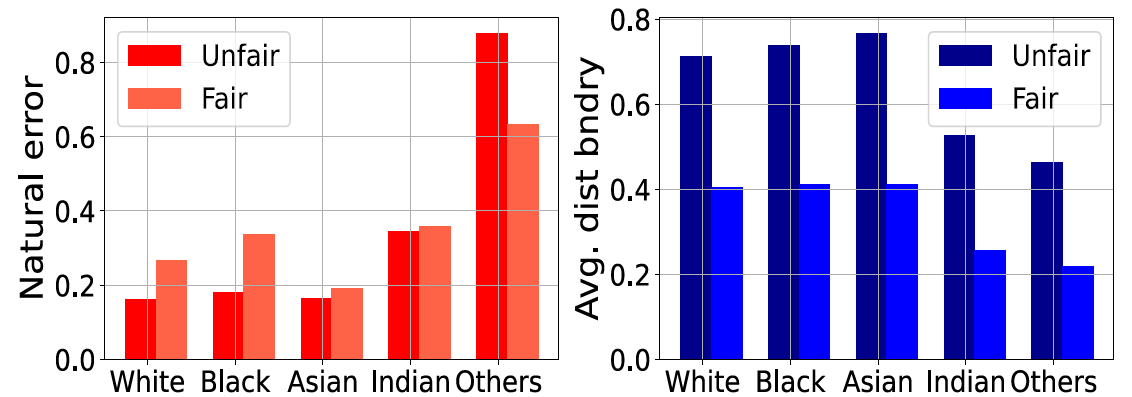 Natural error
0.8
0.6
0.4
0.2
0.0
Unfair
Fair
White Black Asian Indian Others
Avg. dist bndry
0.8
0.6
0.4
0.2
0.0
Unfair
Fair
White Black Asian Indian Others